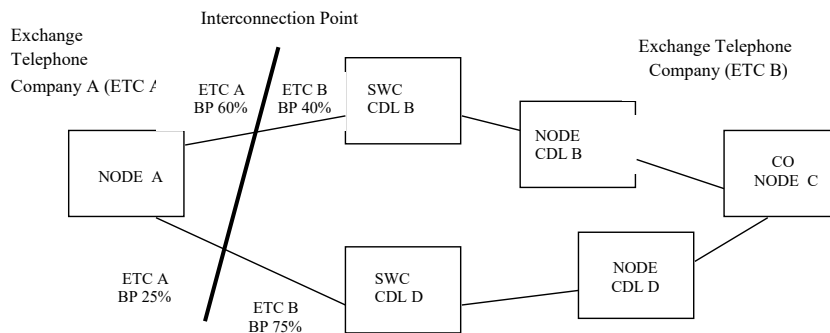 Interconnection Point
Exchange
Telephone
Company A (ETC A
Exchange Telephone
Company (ETC B)
ETC A
BP 60%
ETC B
BP 40%
SWC
CDL B
NODE
CDL B
NODE A
CO
NODE C
ETC A
BP 25%
ETC B
BP 75%
SWC
CDL D
NODE
CDL D